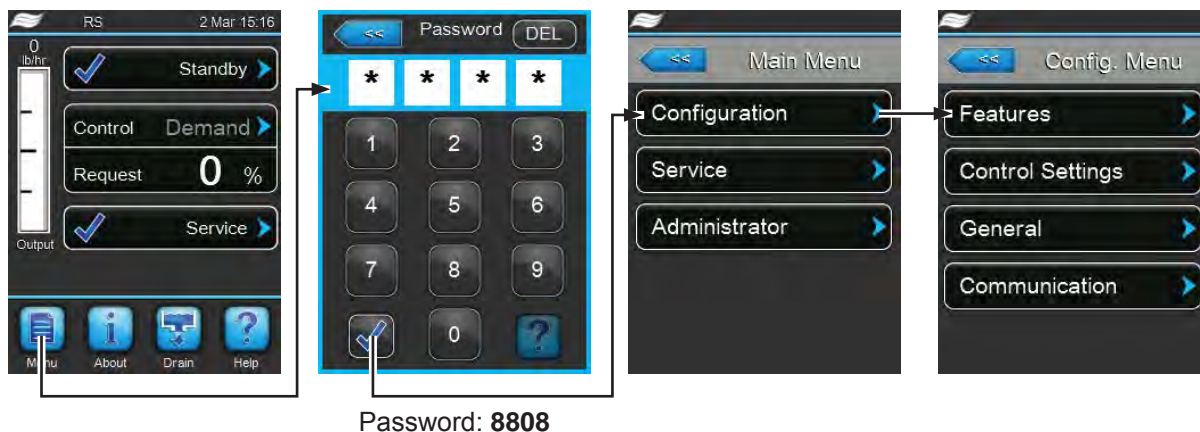 RS 2 Mar 15:16
0
lb/hr
Standby
Control Demand
Request 0 %
Service
Output
Menu About Drain Help
<< Password DEL
* * * *
1 2 3
4 5 6
7 8 9
0 ?
Password: 8808
<< Main Menu
Configuration
Service
Administrator
<< Config. Menu
Features
Control Settings
General
Communication